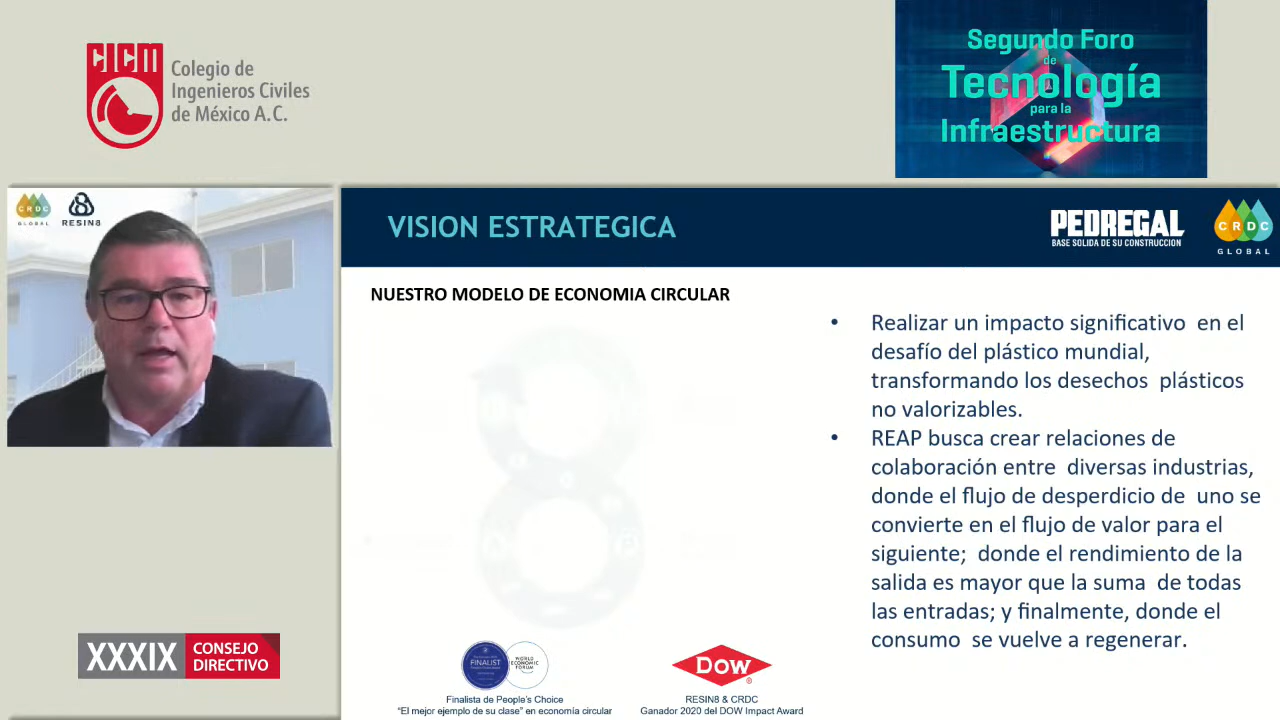 CICM
Colegio de
Ingenieros Civiles
de México A.C.
Segundo Foro
de
Tecnología
para la
Infraestructura
CRDC
GLOBAL
RESIN8
VISION ESTRATEGICA
PEDREGAL
BASE SOLIDA DE SU CONSTRUCCION
CRDC
GLOBAL
NUESTRO MODELO DE ECONOMIA CIRCULAR
• Realizar un impacto significativo en el
desafío del plástico mundial,
transformando los desechos plásticos
no valorizables.
• REAP busca crear relaciones de
colaboración entre diversas industrias,
donde el flujo de desperdicio de uno se
convierte en el flujo de valor para el
siguiente; donde el rendimiento de la
salida es mayor que la suma de todas
las entradas; y finalmente, donde el
consumo se vuelve a regenerar.
XXXIX
CONSEJO
DIRECTIVO
FINALIST
WORLD
ECONOMIC
FORUM
Finalista de People's Choice
“El mejor ejemplo de su clase” en economía circular
DOW
RESIN8 & CRDC
Ganador 2020 del DOW Impact Award